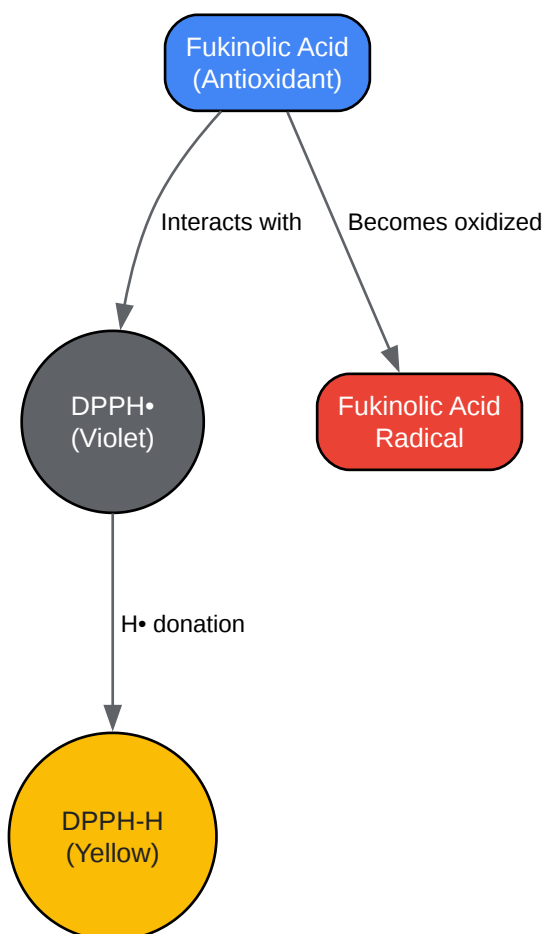 Fukinolic Acid
(Antioxidant)
Interacts with
Becomes oxidized
DPPH•
(Violet)
Fukinolic Acid
Radical
H• donation
DPPH-H
(Yellow)